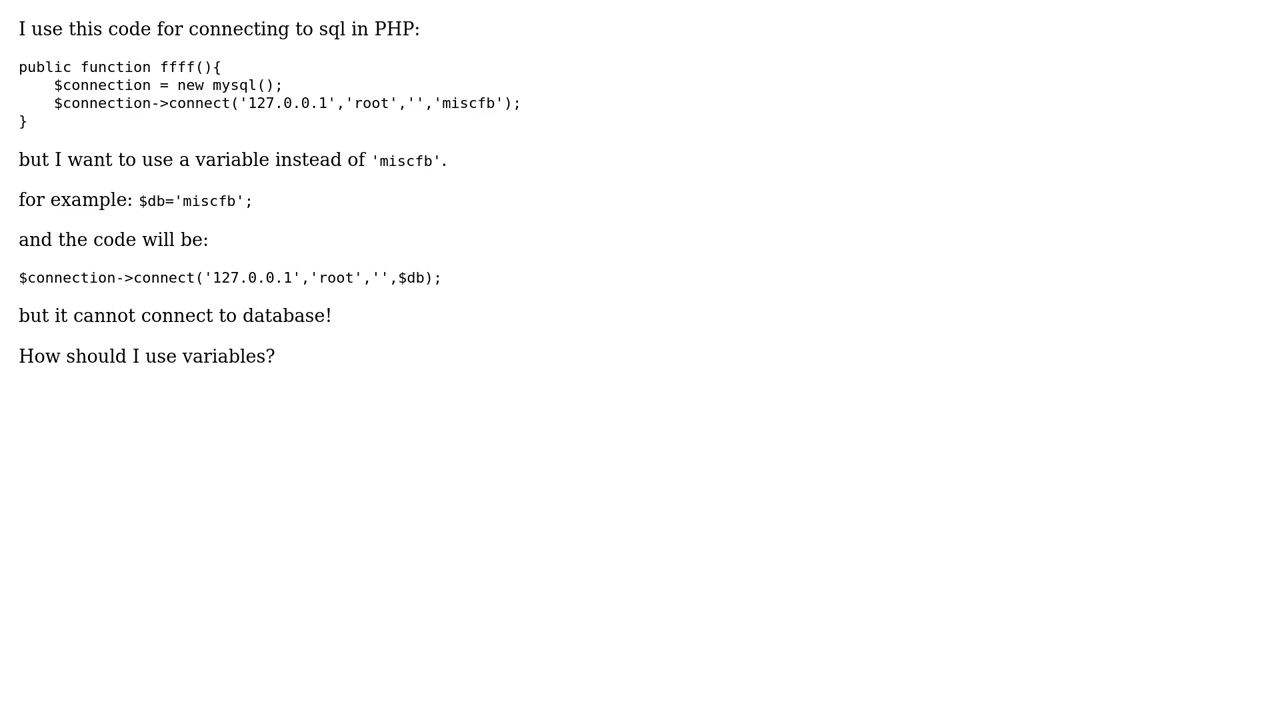 I use this code for connecting to sql in PHP:
public function ffff(){
    $connection = new mysql();
    $connection->connect('127.0.0.1','root','','miscfb');
}
but I want to use a variable instead of 'miscfb'.
for example: $db='miscfb';
and the code will be:
$connection->connect('127.0.0.1','root','',$db);
but it cannot connect to database!
How should I use variables?